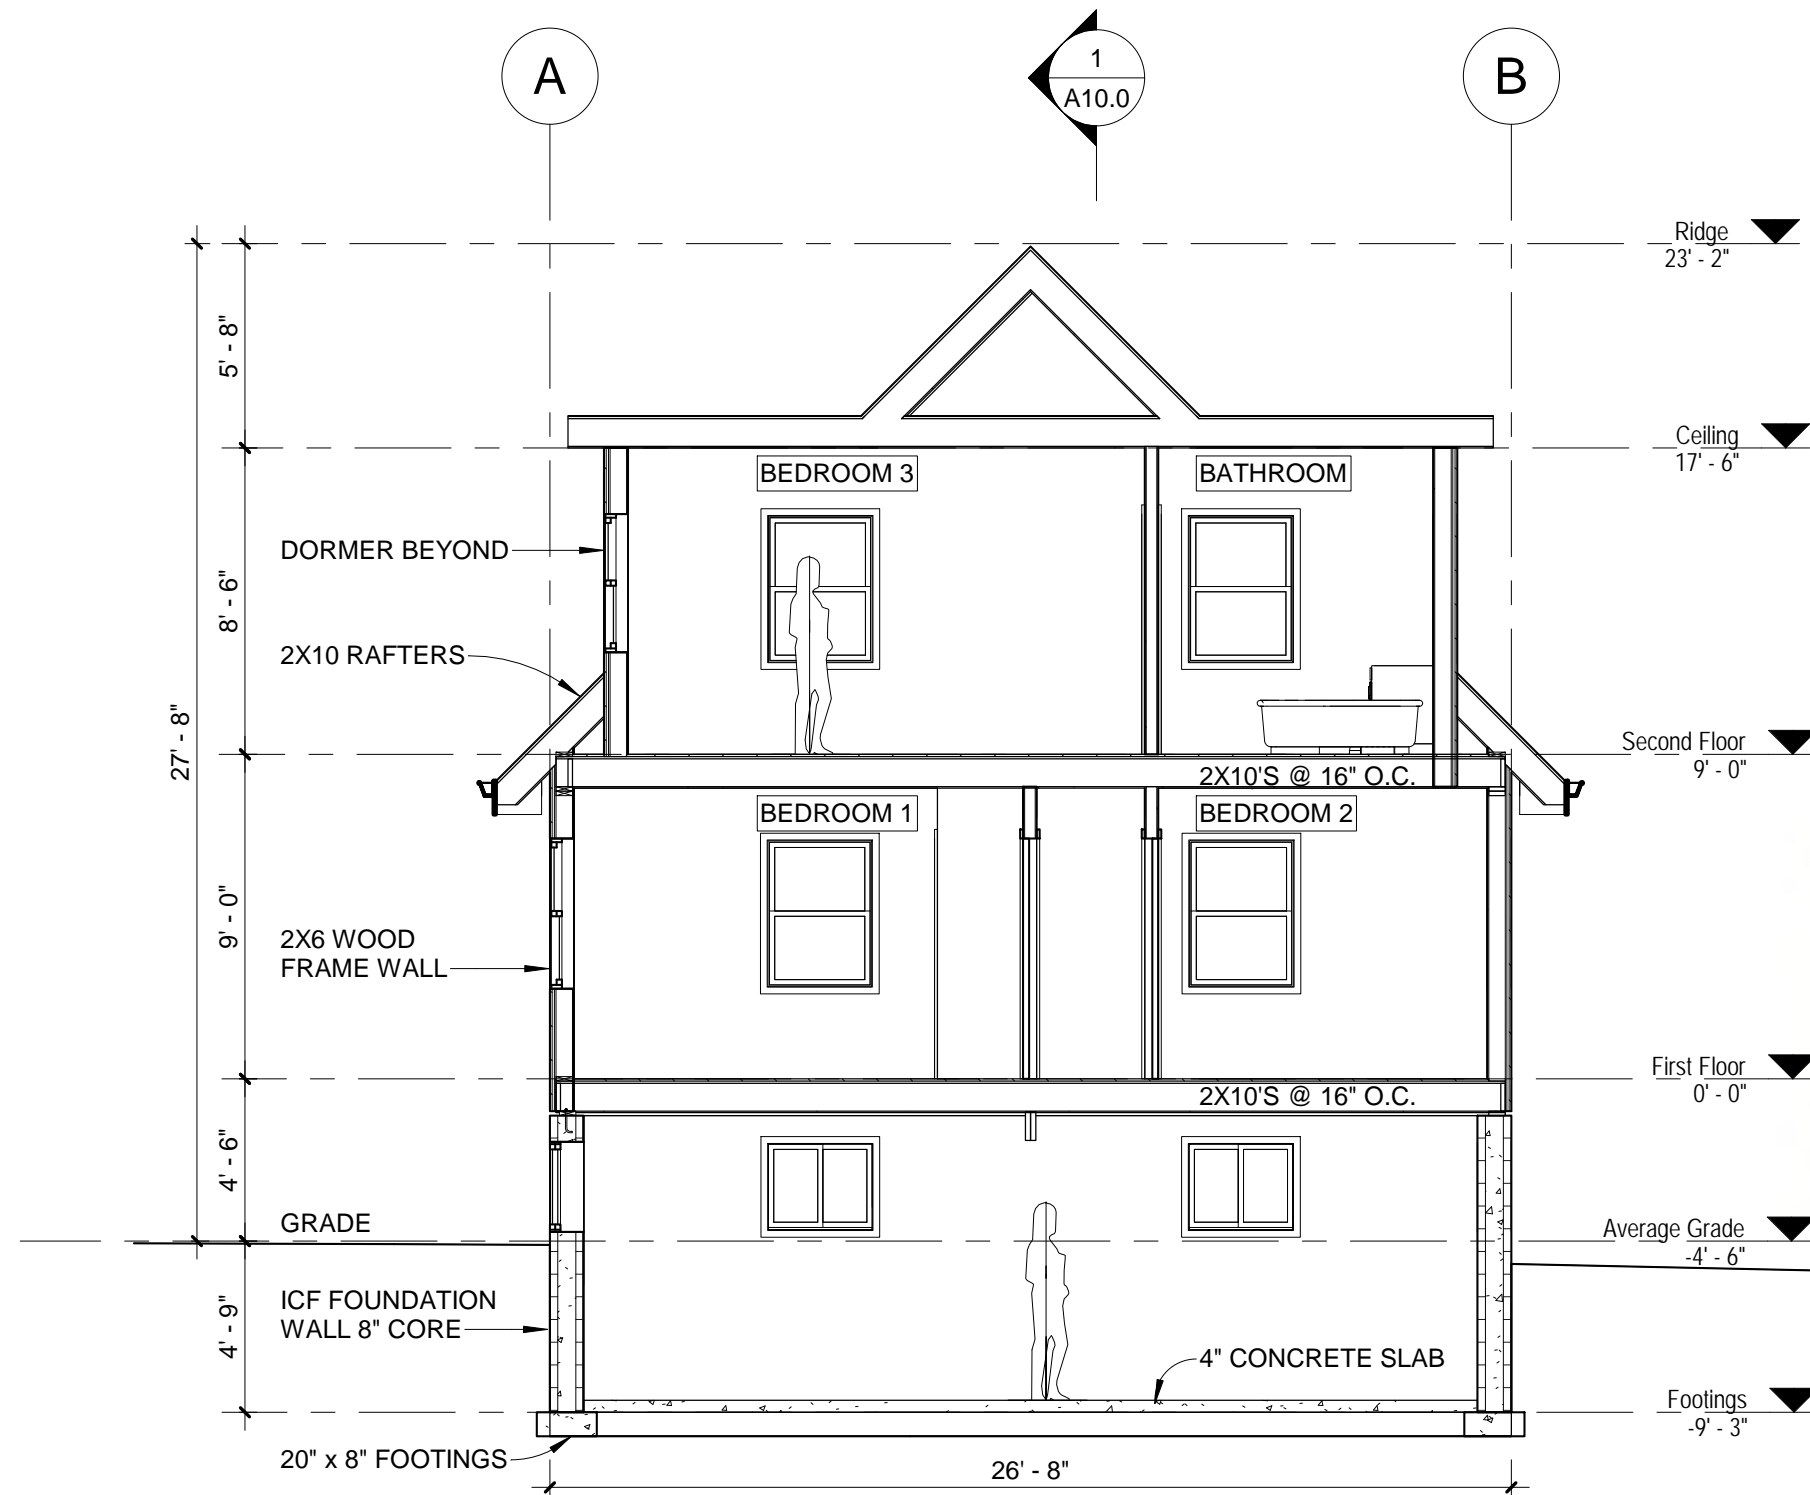 A
1
A10.0
B
Ridge
23' - 2"
5' - 8"
Ceiling
17' - 6"
BEDROOM 3
BATHROOM
DORMER BEYOND
8' - 6"
2X10 RAFTERS
27' - 8"
Second Floor
9' - 0"
2X10'S @ 16" O.C.
BEDROOM 1
BEDROOM 2
9' - 0"
2X6 WOOD
FRAME WALL
First Floor
0' - 0"
2X10'S @ 16" O.C.
4' - 6"
GRADE
Average Grade
-4' - 6"
ICF FOUNDATION
WALL 8" CORE
4' - 9"
4" CONCRETE SLAB
Footings
-9' - 3"
20" x 8" FOOTINGS
26' - 8"